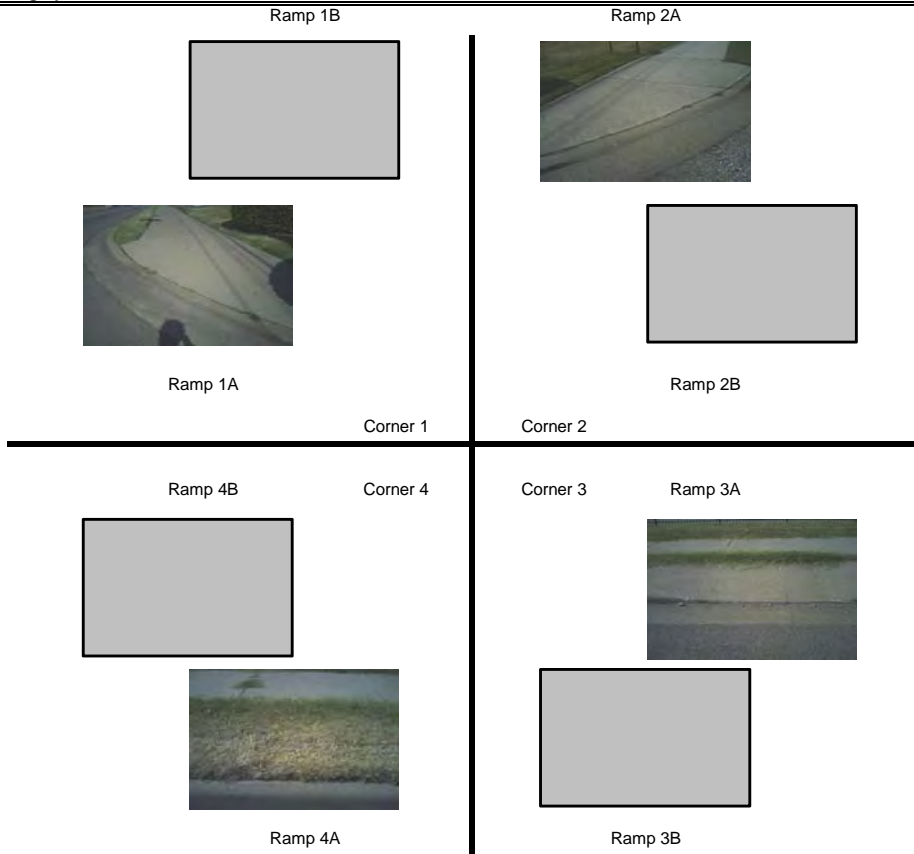 Ramp 1B
Ramp 2A
Ramp 1A
Ramp 2B
Corner 1
Corner 2
Ramp 4B
Corner 4
Corner 3
Ramp 3A
Ramp 4A
Ramp 3B